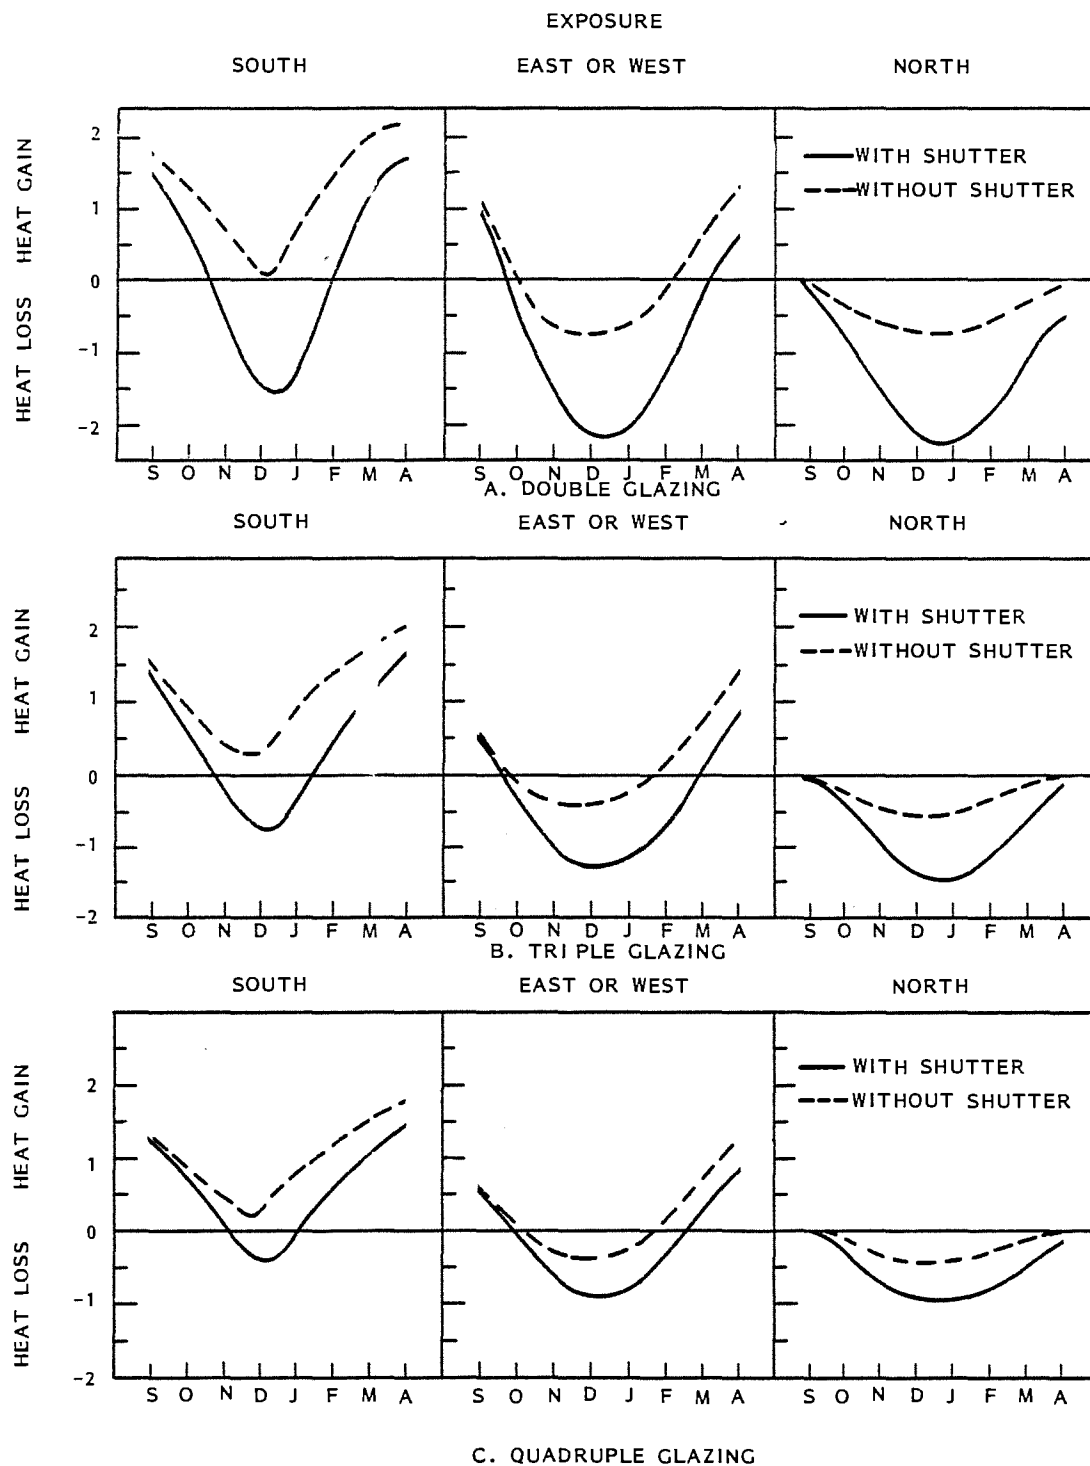 EXPOSURE
SOUTH EAST OR WEST NORTH
HEAT LOSS HEAT GAIN
2
1
0
-1
-2
WITH SHUTTER
WITHOUT SHUTTER
S O N D J F M A S O N D J F M A S O N D J F M A
A. DOUBLE GLAZING
SOUTH EAST OR WEST NORTH
HEAT LOSS HEAT GAIN
2
1
0
-1
-2
WITH SHUTTER
WITHOUT SHUTTER
S O N D J F M A S O N D J F M A S O N D J F M A
B. TRIPLE GLAZING
SOUTH EAST OR WEST NORTH
HEAT LOSS HEAT GAIN
2
1
0
-1
-2
WITH SHUTTER
WITHOUT SHUTTER
S O N D J F M A S O N D J F M A S O N D J F M A
C. QUADRUPLE GLAZING